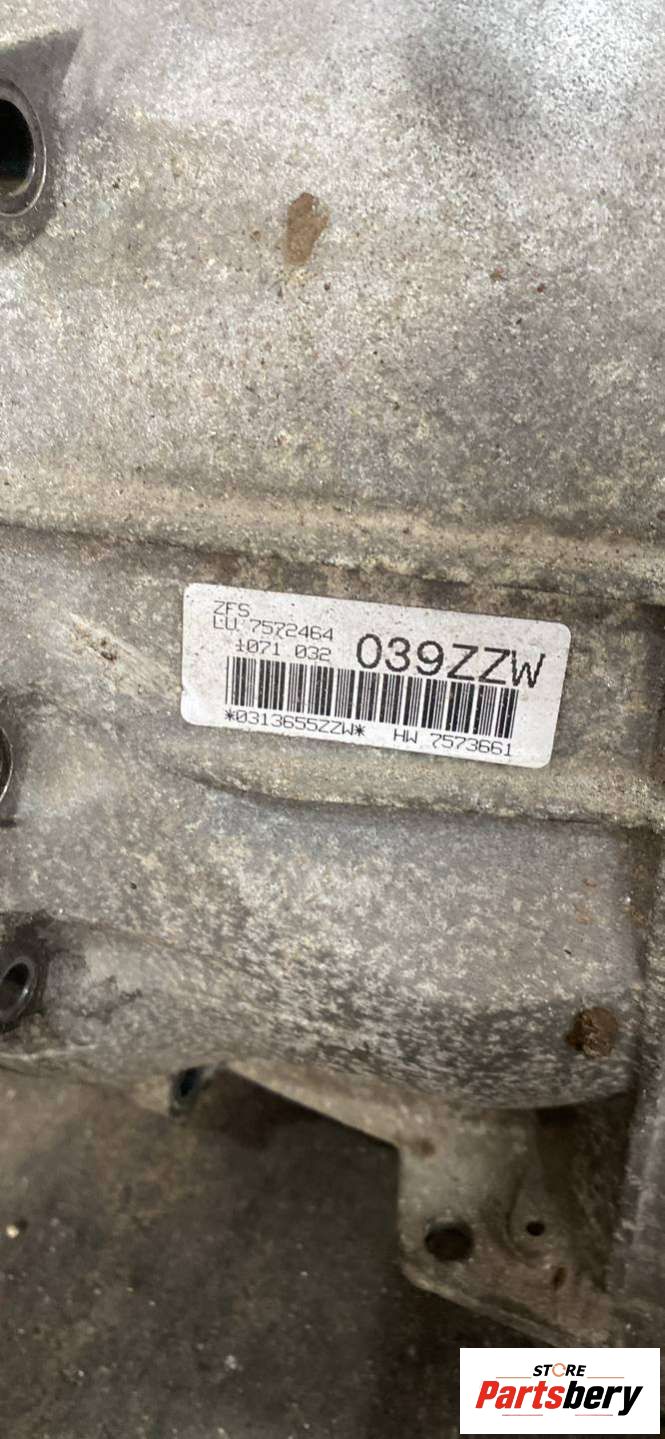 ZFS
LU 7572464
1071 032 039ZZW
*0313655ZZW* HW 7573661
STORE
Partsbery